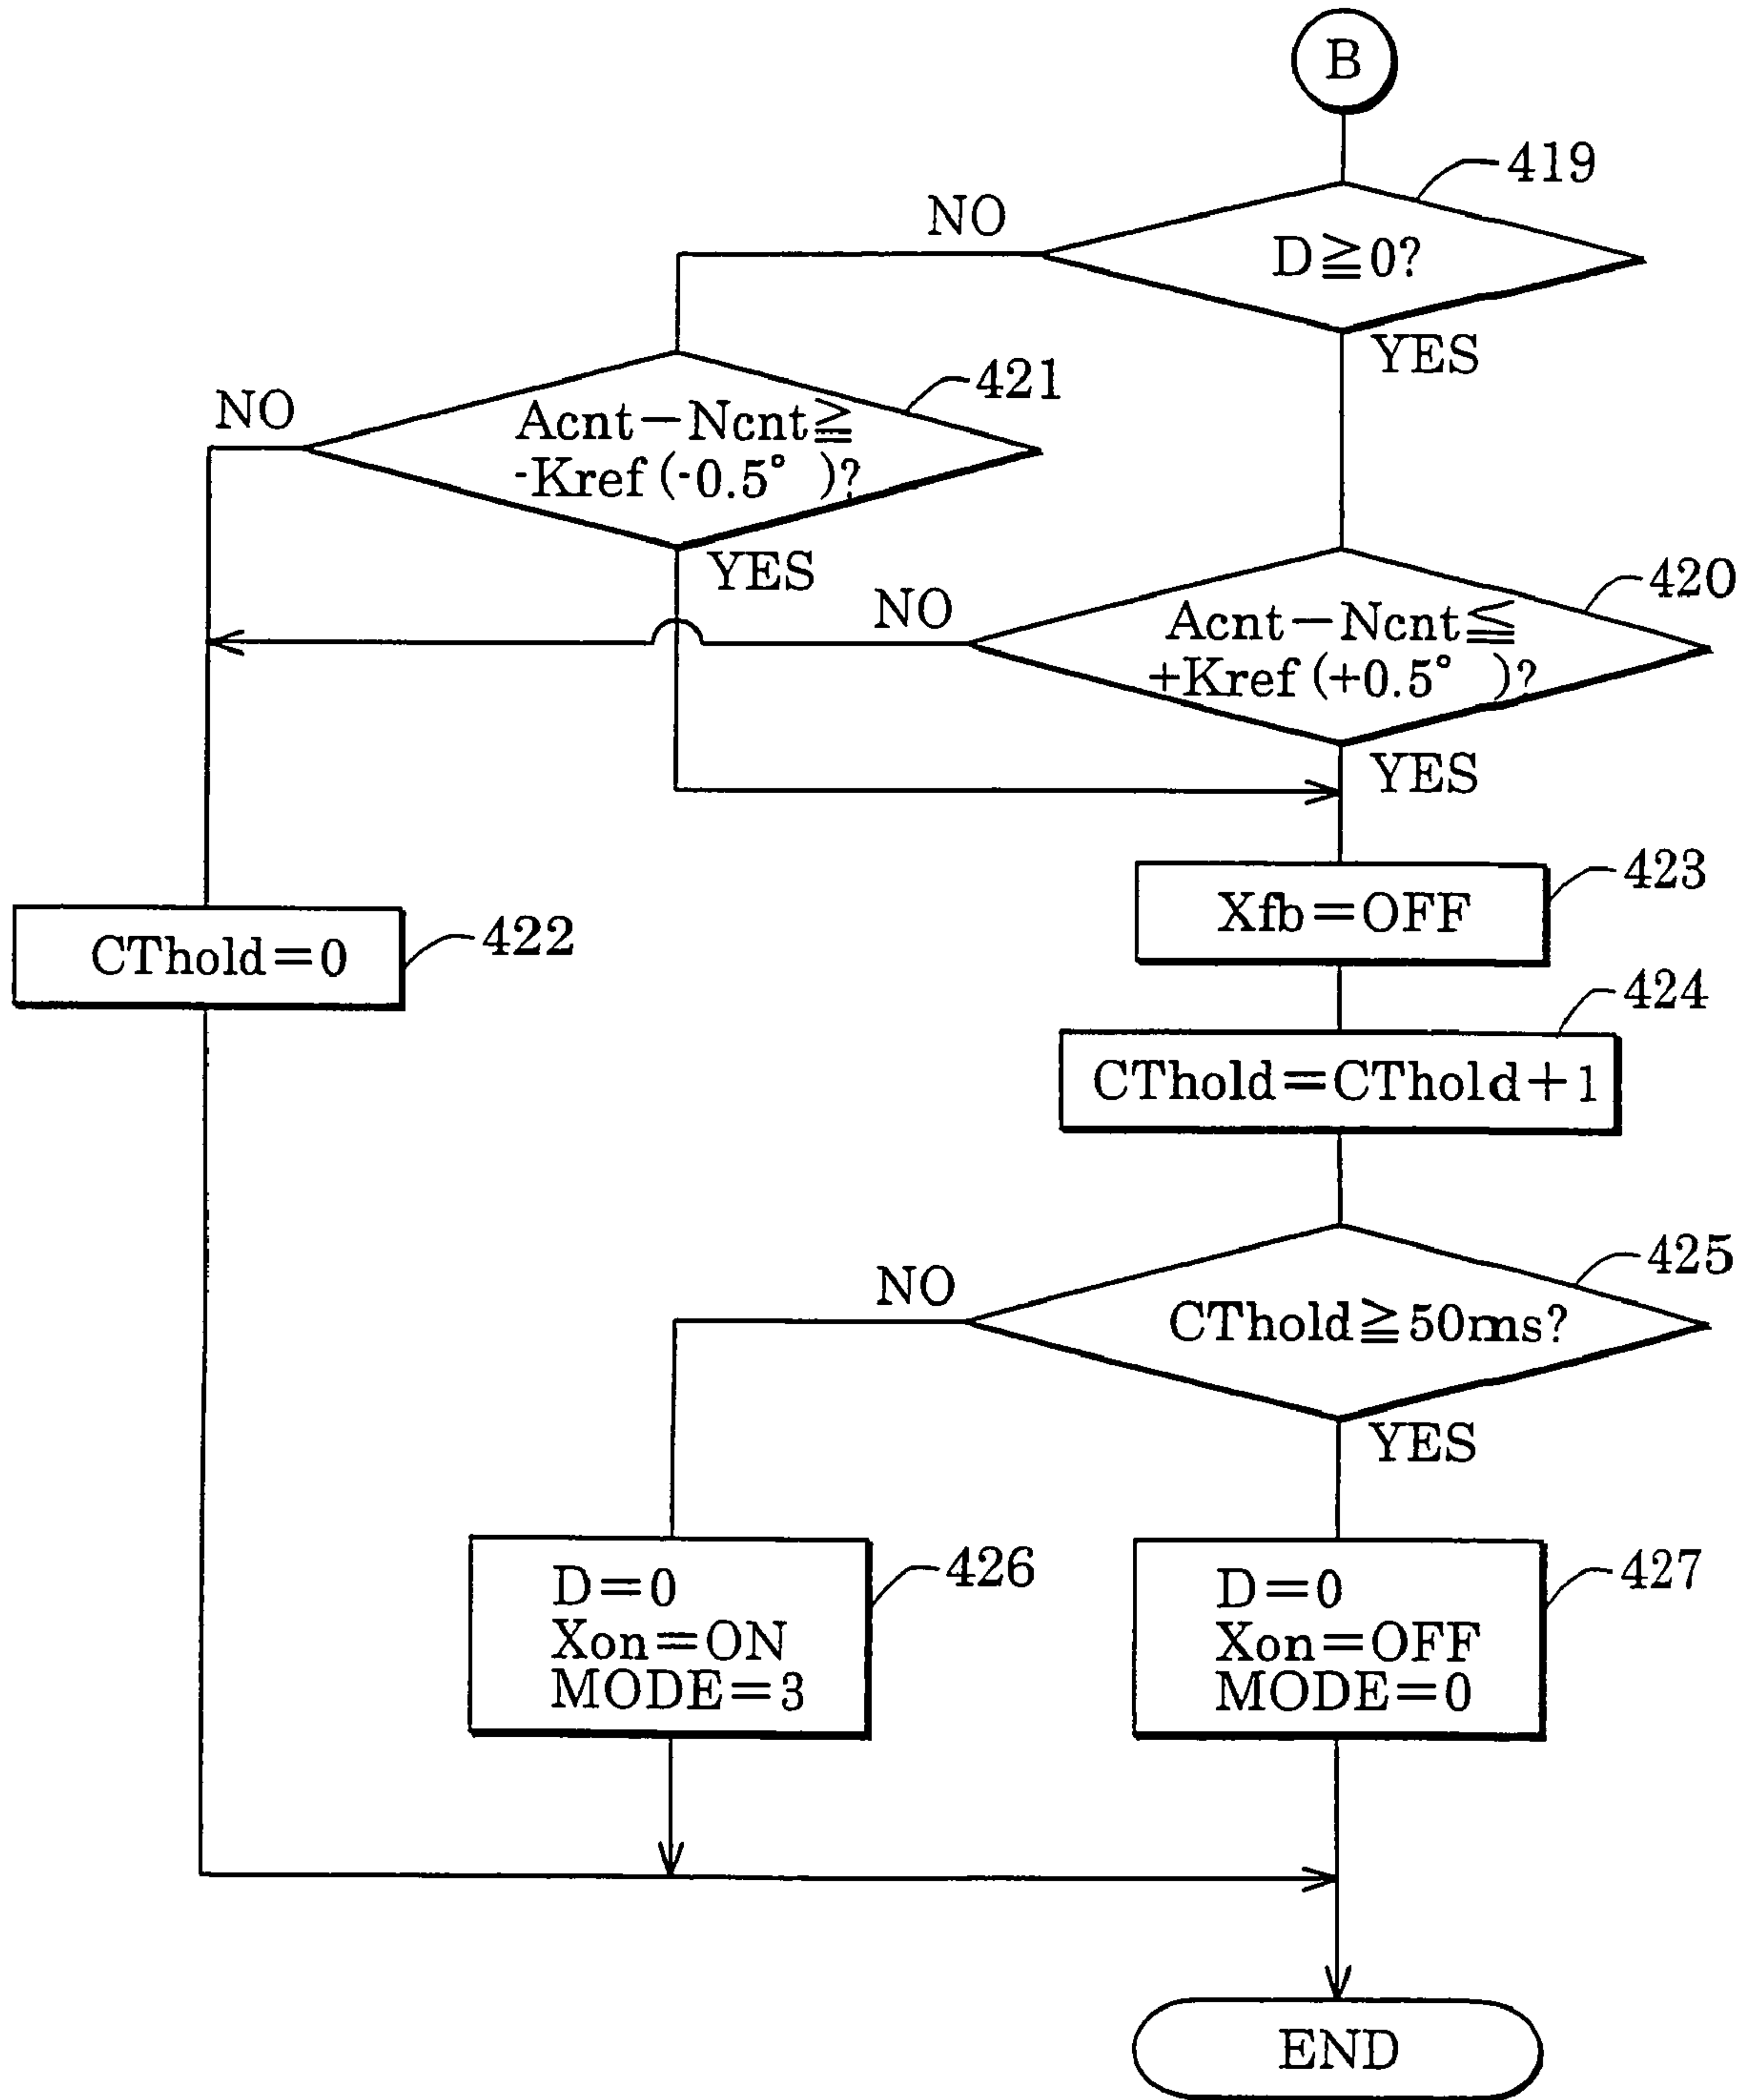 B
419
NO
D≧0?
YES
421
NO
Acnt−Ncnt≧
-Kref (-0.5° )?
YES
420
NO
Acnt−Ncnt≦
+Kref (+0.5° )?
YES
423
Xfb=OFF
422
CThold=0
424
CThold=CThold+1
425
NO
CThold≧50ms?
YES
426
D=0
Xon=ON
MODE=3
427
D=0
Xon=OFF
MODE=0
END